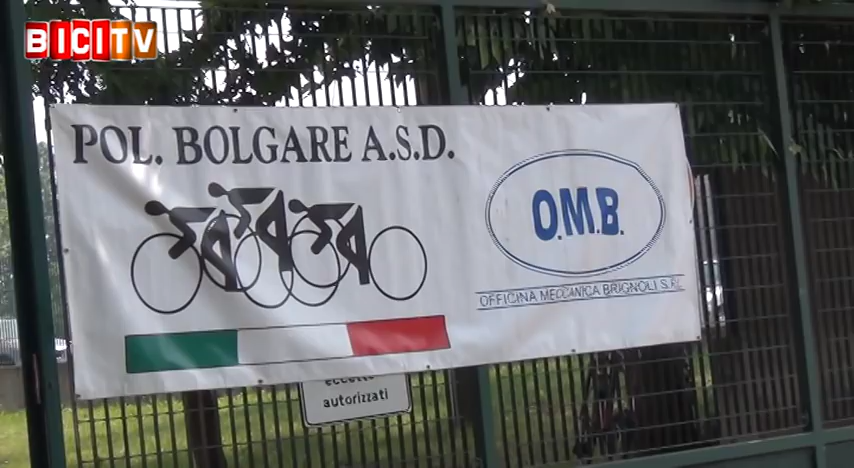 BICITV
POL. BOLGARE A.S.D.
O.M.B.
OFFICINA MECCANICA BRIGNOLI S.R.L.
eccetto
autorizzati